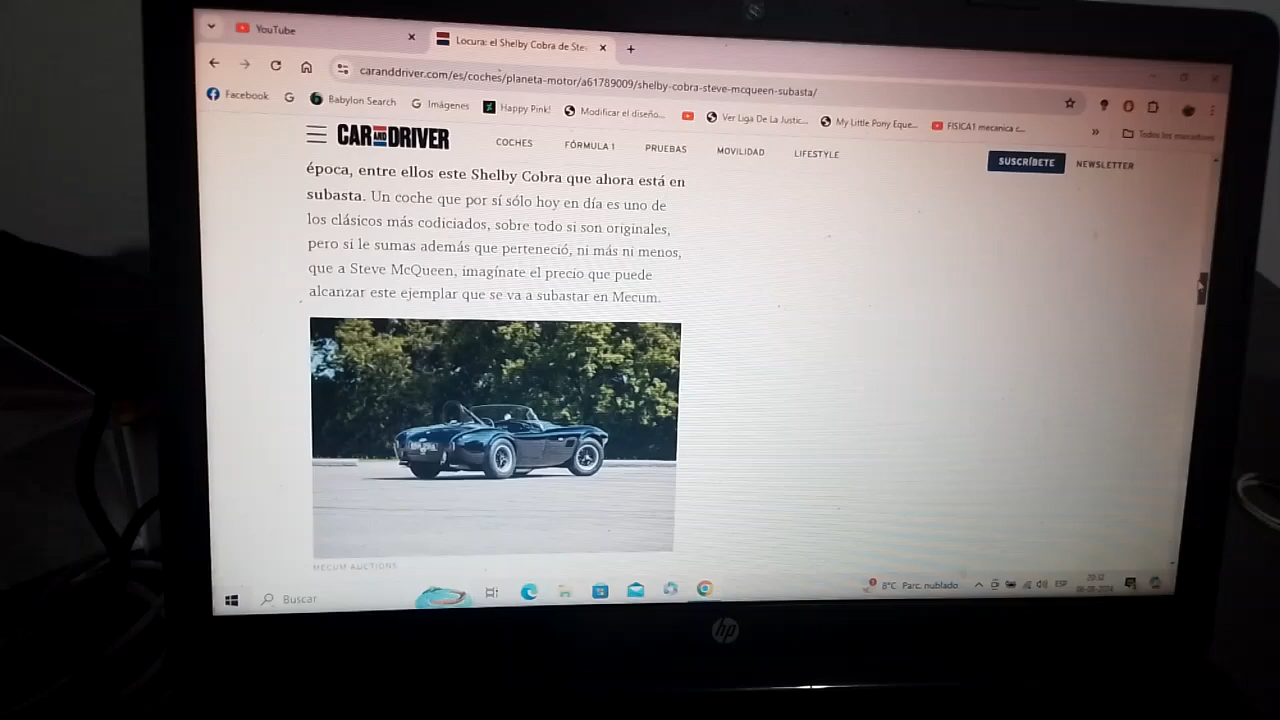 YouTube
Locura: el Shelby Cobra de Ste
caranddriver.com/es/coches/planeta-motor/a61789009/shelby-cobra-steve-mcqueen-subasta/
Facebook
Babylon Search
Imágenes
Happy Pink!
Modificar el diseño...
Ver Liga De La Justic...
My Little Pony Eque...
FISICA1 mecanica c...
»
Todos los marcadores
CAR AND DRIVER
COCHES
FÓRMULA 1
PRUEBAS
MOVILIDAD
LIFESTYLE
SUSCRÍBETE
NEWSLETTER
época, entre ellos este Shelby Cobra que ahora está en
subasta. Un coche que por sí sólo hoy en día es uno de
los clásicos más codiciados, sobre todo si son originales,
pero si le sumas además que perteneció, ni más ni menos,
que a Steve McQueen, imagínate el precio que puede
alcanzar este ejemplar que se va a subastar en Mecum.
MECUM AUCTIONS
Buscar
8°C Parc. nublado
ESP
20:32
hp